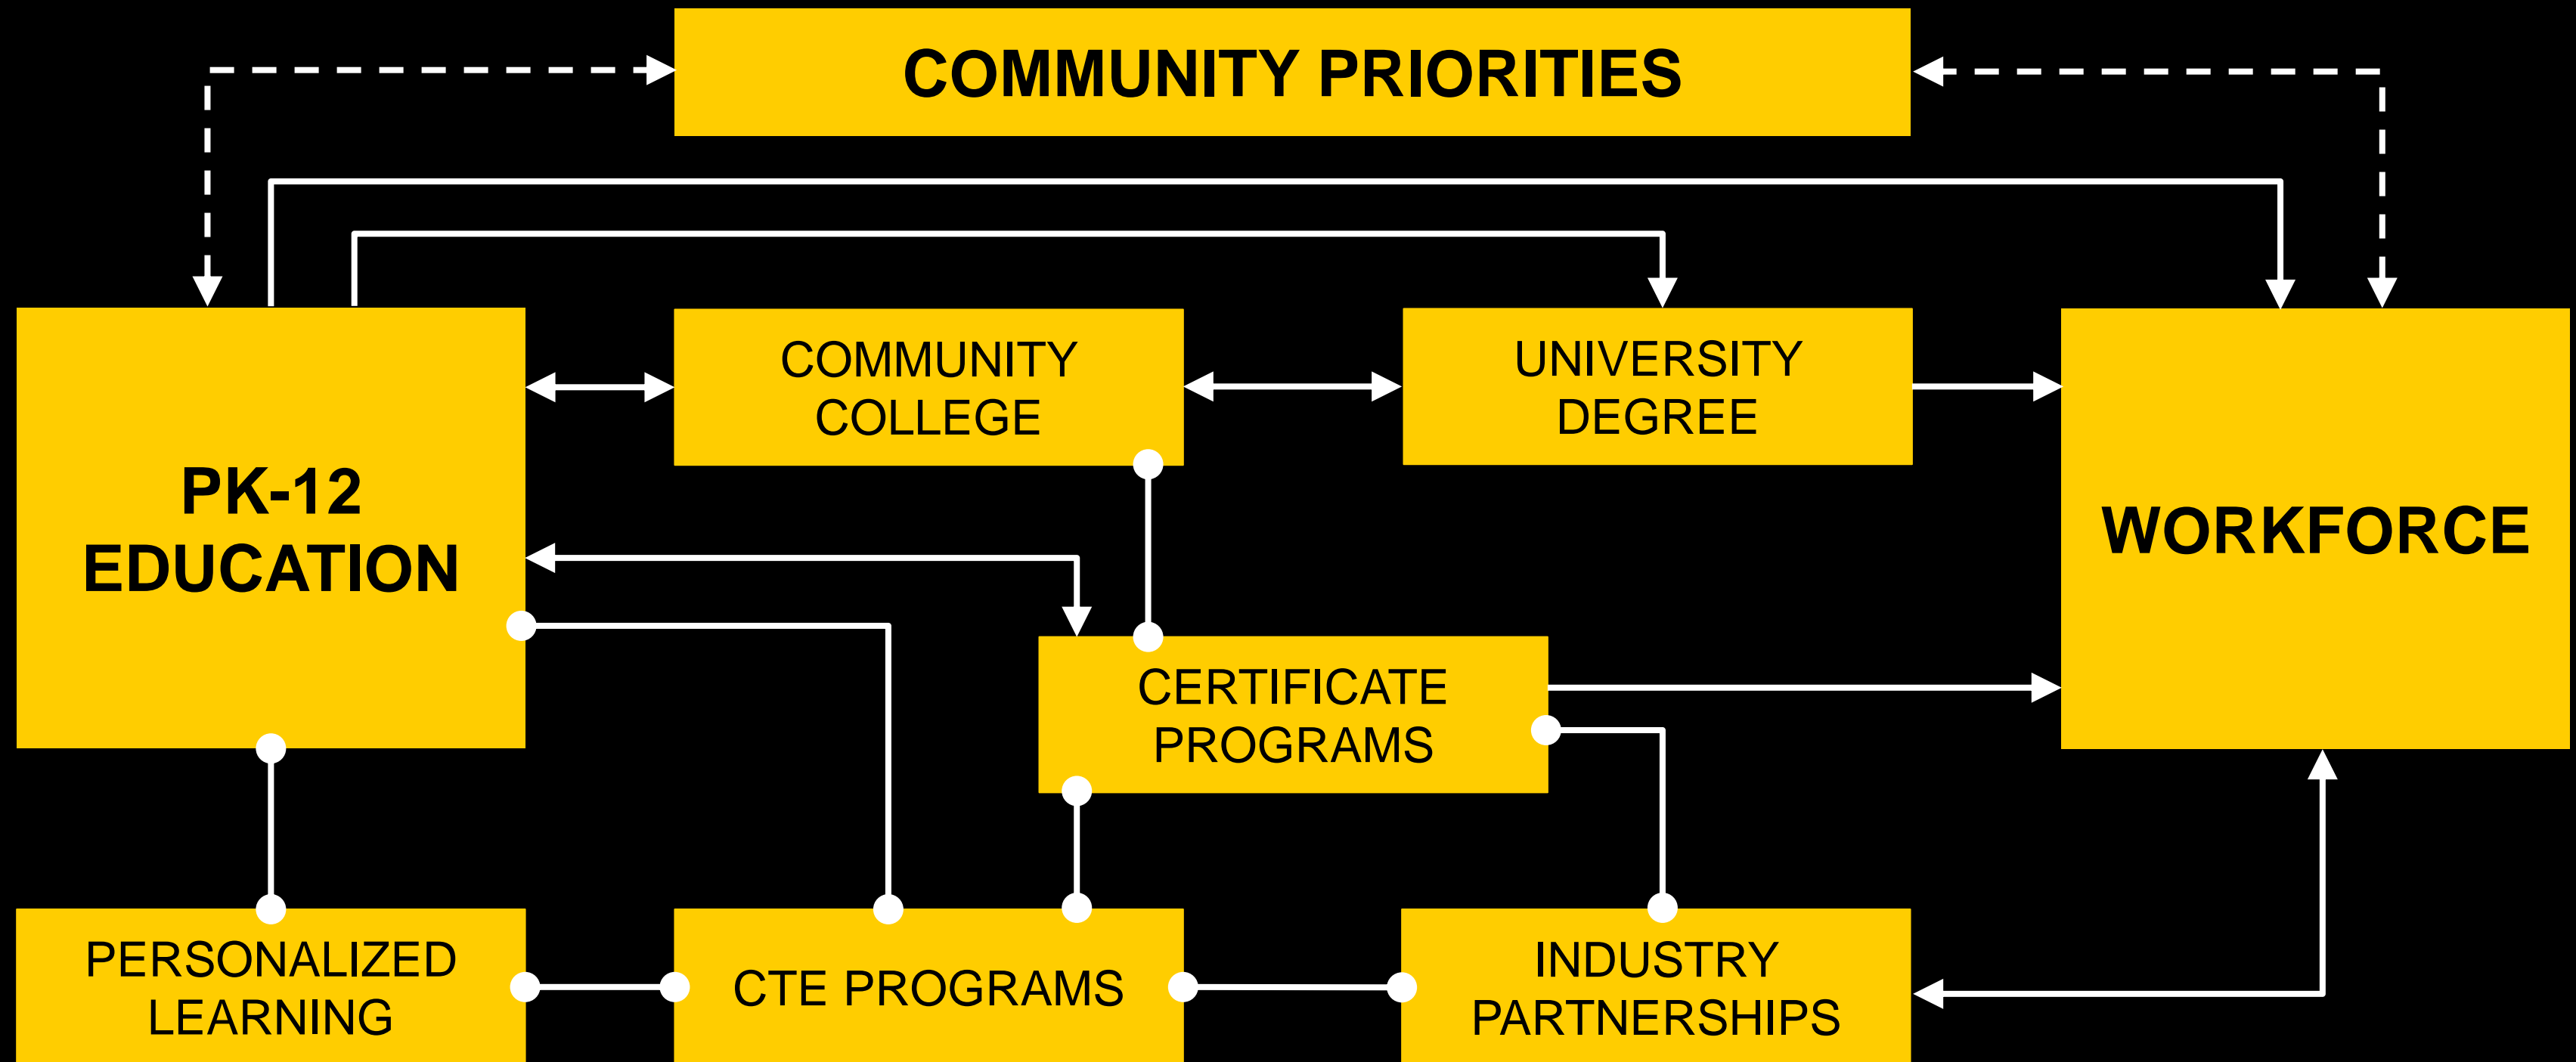 COMMUNITY PRIORITIES
COMMUNITY
COLLEGE
UNIVERSITY
DEGREE
PK-12
EDUCATION
WORKFORCE
CERTIFICATE
PROGRAMS
PERSONALIZED
LEARNING
CTE PROGRAMS
INDUSTRY
PARTNERSHIPS